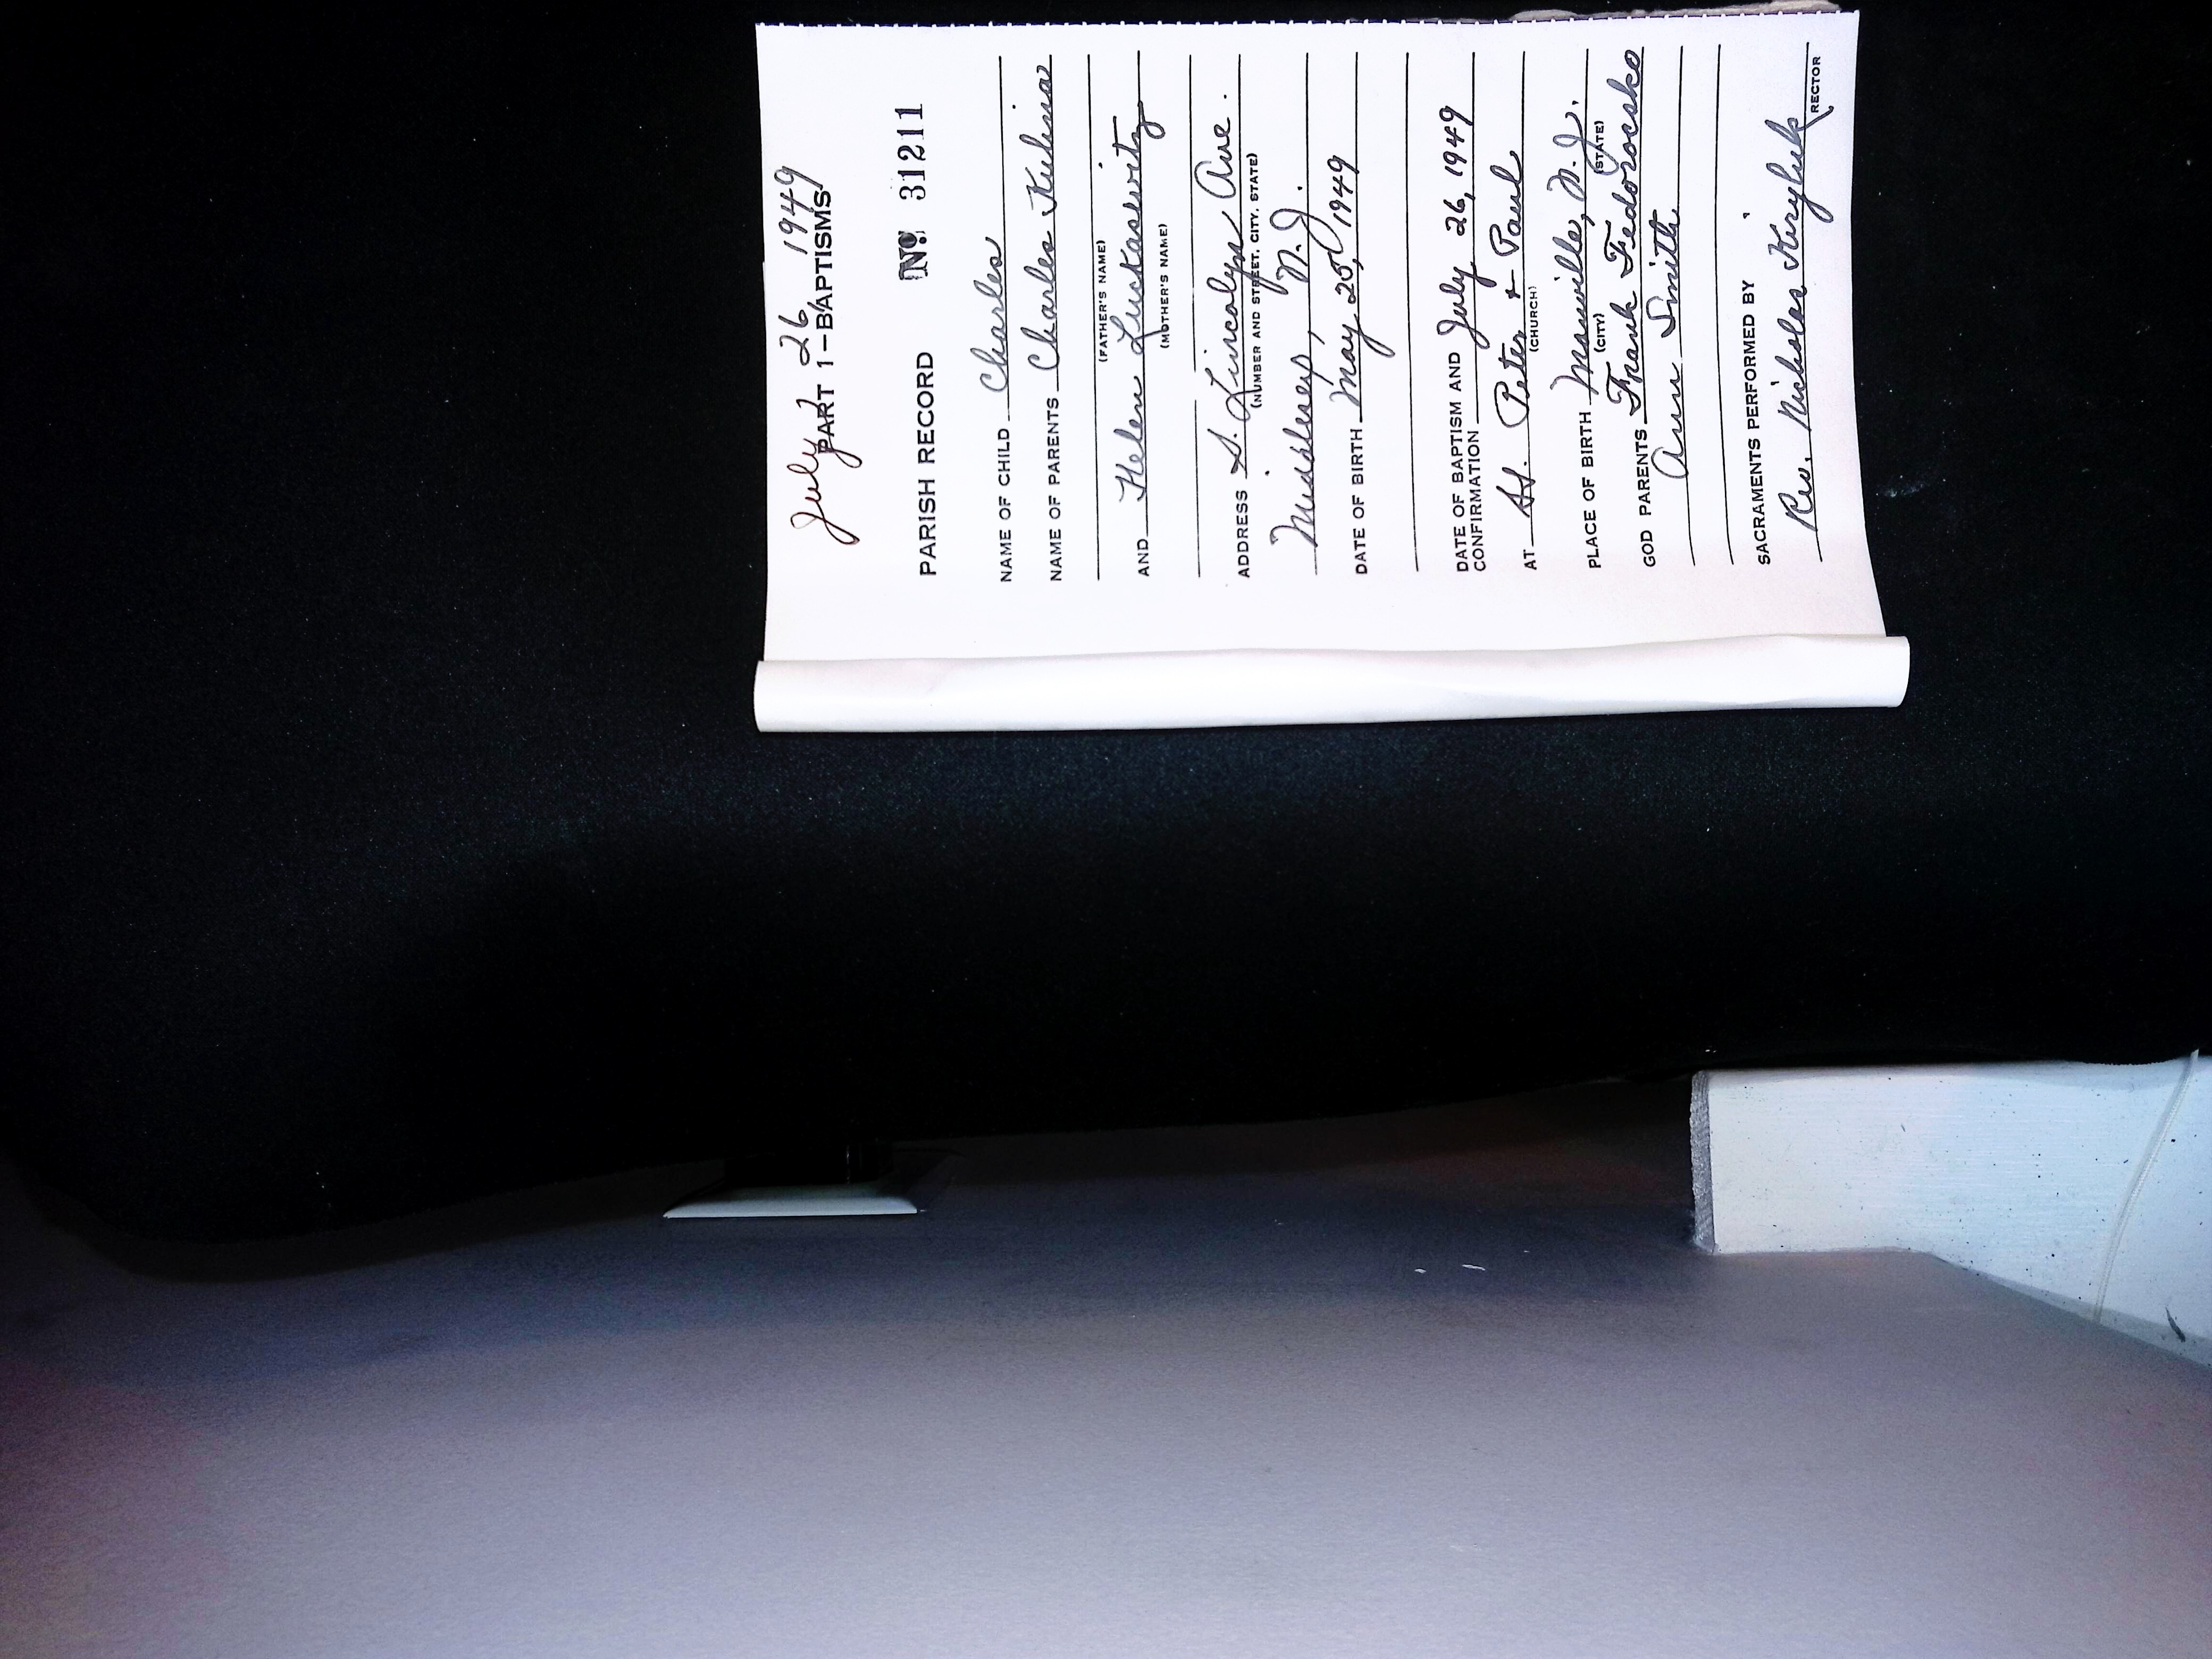 July 26, 1949
PART 1-BAPTISMS
PARISH RECORD No. 31211
NAME OF CHILD Charles
NAME OF PARENTS Charles Kulina
(FATHER'S NAME)
AND Helen Luckasevitz
(MOTHER'S NAME)
ADDRESS S. Lincolyn Ave.
(NUMBER AND STREET, CITY, STATE)
Middlesex, N.J.
DATE OF BIRTH May 25, 1949
DATE OF BAPTISM AND
CONFIRMATION July 26, 1949
AT SS. Peter + Paul
(CHURCH)
PLACE OF BIRTH Manville, N.J.
(CITY) (STATE)
GOD PARENTS Frank Fedorocsko
Ann Smith
SACRAMENTS PERFORMED BY
Rev. Nicholas Kiryluk
RECTOR